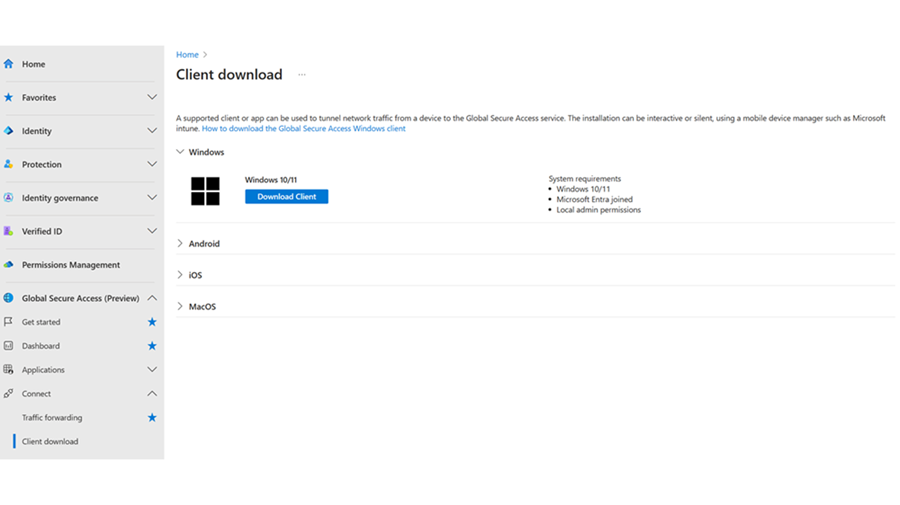 Home
Favorites
Identity
Protection
Identity governance
Verified ID
Permissions Management
Global Secure Access (Preview)
Get started
Dashboard
Applications
Connect
Traffic forwarding
Client download
Home >
Client download ...
A supported client or app can be used to tunnel network traffic from a device to the Global Secure Access service. The installation can be interactive or silent, using a mobile device manager such as Microsoft
intune. How to download the Global Secure Access Windows client
Windows
Windows 10/11
Download Client
System requirements
• Windows 10/11
• Microsoft Entra joined
• Local admin permissions
Android
iOS
MacOS